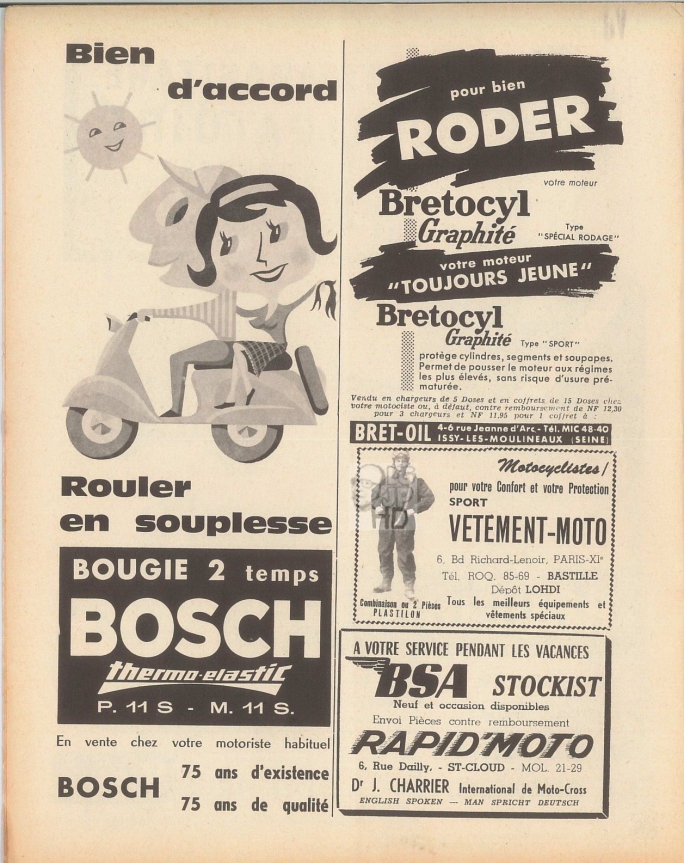 Bien
d'accord
Rouler
en souplesse
BOUGIE 2 temps
BOSCH
thermo-elastic
P. 11 S - M. 11 S.
En vente chez votre motoriste habituel
BOSCH
75 ans d'existence
75 ans de qualité
pour bien
RODER
votre moteur
Bretocyl
Graphité
Type
"SPÉCIAL RODAGE"
votre moteur
"TOUJOURS JEUNE"
Bretocyl
Graphité Type "SPORT"
protège cylindres, segments et soupapes.
Permet de pousser le moteur aux régimes
les plus élevés, sans risque d'usure pré-
maturée.
Vendu en chargeurs de 5 Doses et en coffrets de 15 Doses chez
votre motociste ou, à défaut, contre remboursement de NF 12,30
pour 3 chargeurs et NF 11,95 pour 1 coffret à :
BRET-OIL 4-6 rue Jeanne d'Arc - Tél. MIC 48-40
ISSY-LES-MOULINEAUX (SEINE)
Motocyclistes!
pour votre Confort et votre Protection
SPORT
VETEMENT-MOTO
6, Bd Richard-Lenoir, PARIS-XIe
Tél. ROQ. 85-69 - BASTILLE
Dépôt LOHDI
Combinaison ou 2 Pièces
PLASTILON
Tous les meilleurs équipements et
vêtements spéciaux
A VOTRE SERVICE PENDANT LES VACANCES
BSA STOCKIST
Neuf et occasion disponibles
Envoi Pièces contre remboursement
RAPID'MOTO
6, Rue Dailly, - ST-CLOUD - MOL. 21-29
Dr J. CHARRIER International de Moto-Cross
ENGLISH SPOKEN — MAN SPRICHT DEUTSCH